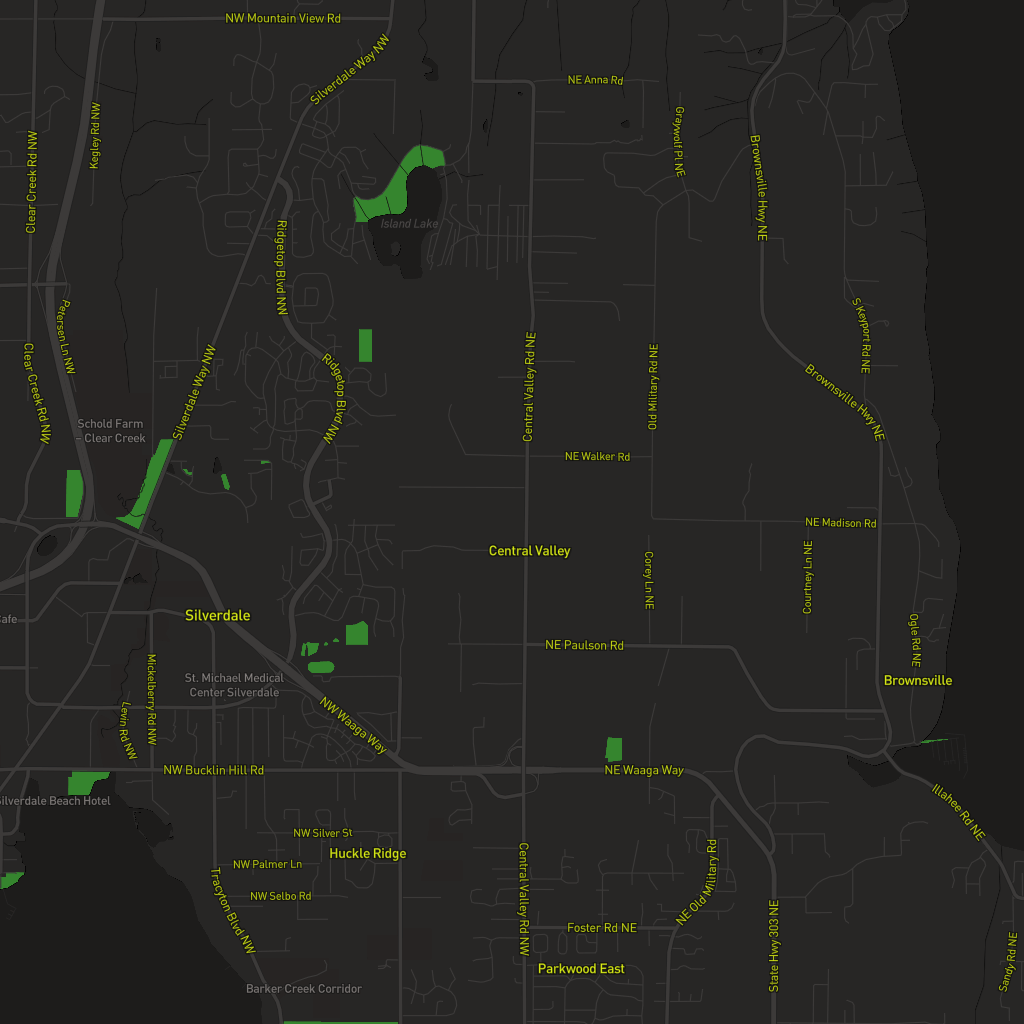 NW Mountain View Rd
Silverdale Way NW
NE Anna Rd
Kegley Rd NW
Clear Creek Rd NW
Graywolf Pl NE
Brownsville Hwy NE
Island Lake
Ridgetop Blvd NW
Petersen Ln NW
S Keyport Rd NE
Clear Creek Rd NW
Silverdale Way NW
Ridgetop Blvd NW
Central Valley Rd NE
Old Military Rd NE
Brownsville Hwy NE
Schold Farm
- Clear Creek
NE Walker Rd
NE Madison Rd
Central Valley
Corey Ln NE
Courtney Ln NE
Silverdale
Ogle Rd NE
NE Paulson Rd
St. Michael Medical
Center Silverdale
Brownsville
Mickelberry Rd NW
Levin Rd NW
NW Waaga Way
NW Bucklin Hill Rd
NE Waaga Way
Silverdale Beach Hotel
Illahee Rd NE
NW Silver St
Huckle Ridge
NW Palmer Ln
NW Selbo Rd
Tracyton Blvd NW
Central Valley Rd NW
NE Old Military Rd
Foster Rd NE
State Hwy 303 NE
Sandy Rd NE
Parkwood East
Barker Creek Corridor